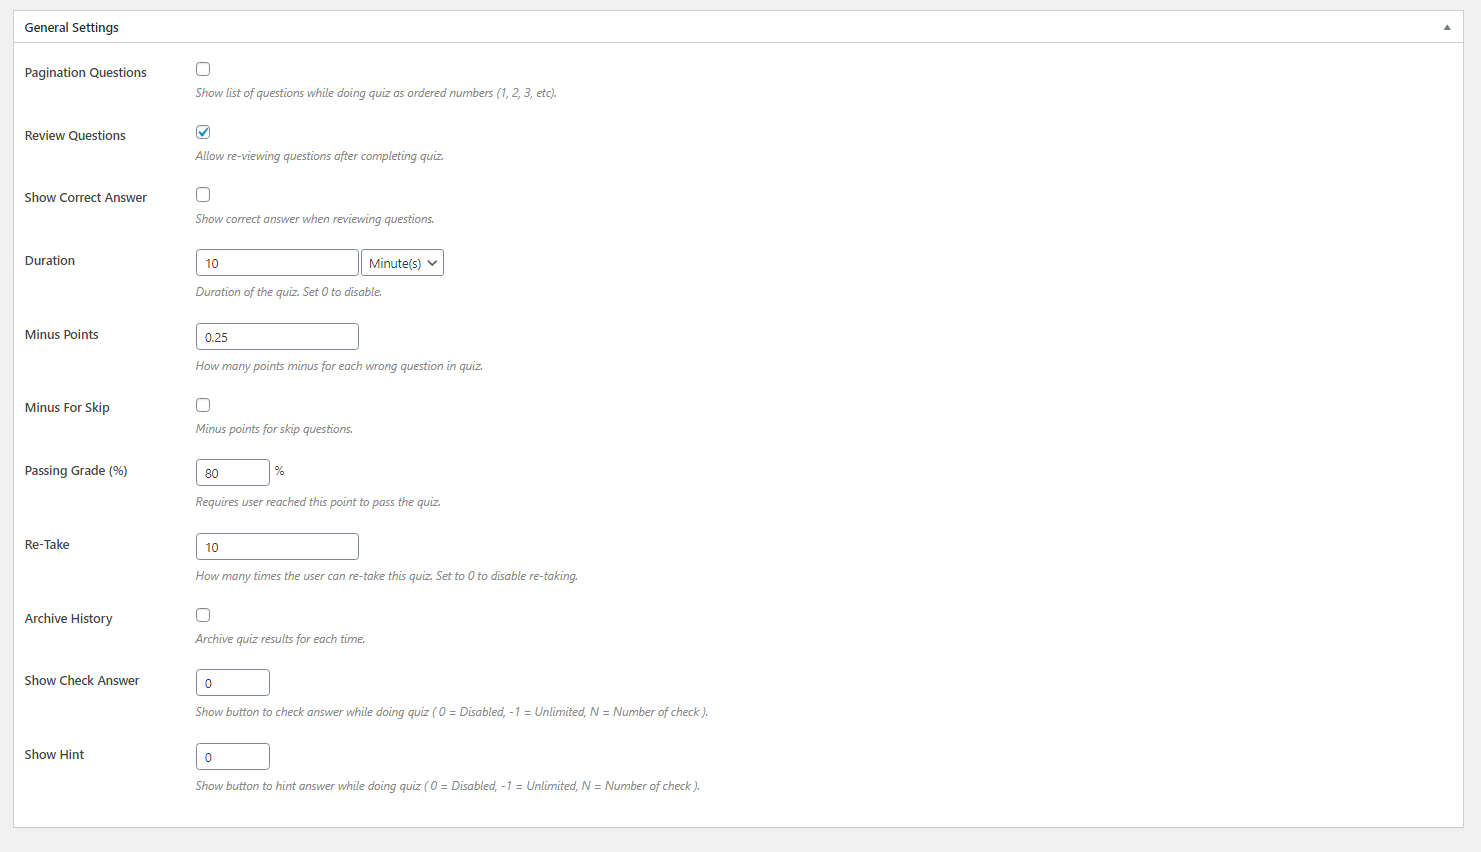 General Settings
Pagination Questions
Show list of questions while doing quiz as ordered numbers (1, 2, 3, etc).
Review Questions
Allow re-viewing questions after completing quiz.
Show Correct Answer
Show correct answer when reviewing questions.
Duration
10 Minute(s)
Duration of the quiz. Set 0 to disable.
Minus Points
0.25
How many points minus for each wrong question in quiz.
Minus For Skip
Minus points for skip questions.
Passing Grade (%)
80 %
Requires user reached this point to pass the quiz.
Re-Take
10
How many times the user can re-take this quiz. Set to 0 to disable re-taking.
Archive History
Archive quiz results for each time.
Show Check Answer
0
Show button to check answer while doing quiz ( 0 = Disabled, -1 = Unlimited, N = Number of check ).
Show Hint
0
Show button to hint answer while doing quiz ( 0 = Disabled, -1 = Unlimited, N = Number of check ).